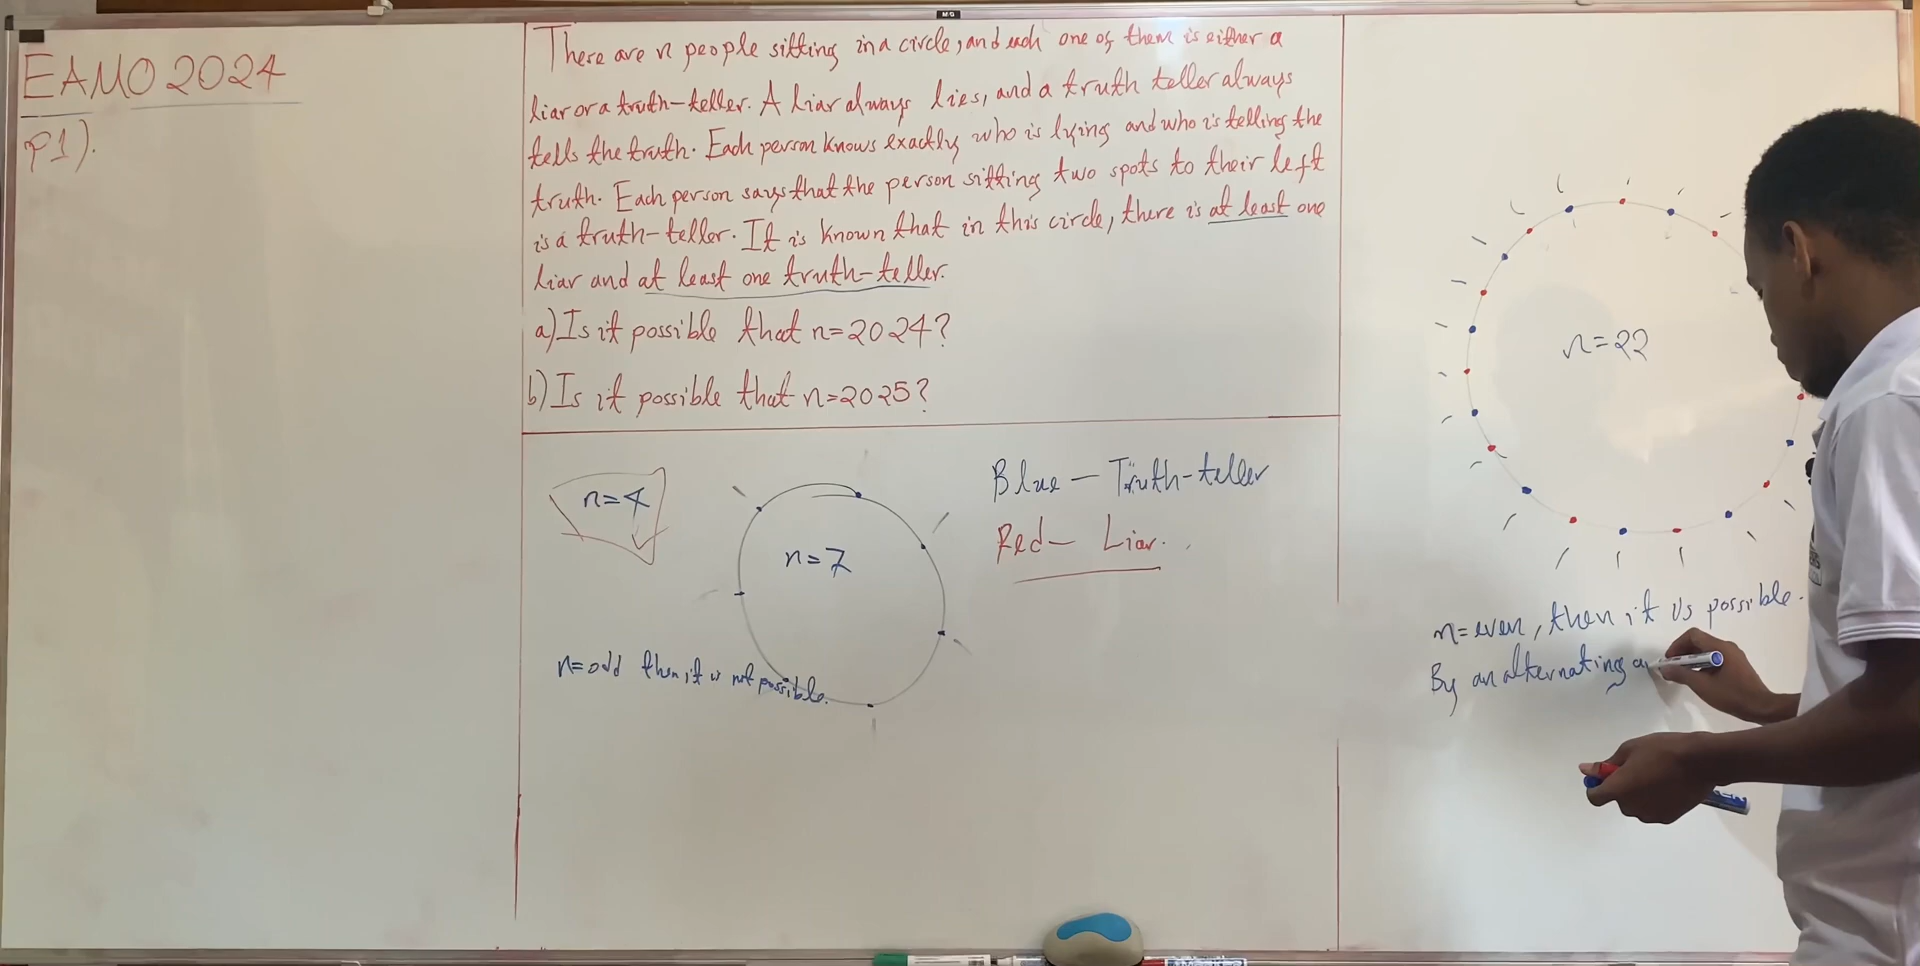 EAMO 2024
P1).
There are n people sitting in a circle, and each one of them is either a
liar or a truth-teller. A liar always lies, and a truth teller always
tells the truth. Each person knows exactly who is lying and who is telling the
truth. Each person says that the person sitting two spots to their left
is a truth-teller. It is known that in this circle, there is at least one
liar and at least one truth-teller.
a) Is it possible that n=2024?
b) Is it possible that n=2025?
n=4
n=7
Blue – Truth-teller
Red – Liar.
n=odd then, it is not possible.
n=22
n=even, then it is possible.
By an alternating